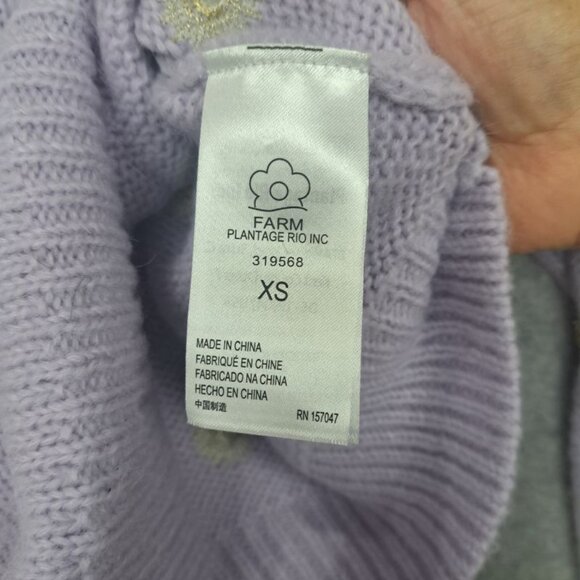 FARM
PLANTAGE RIO INC
319568
XS
MADE IN CHINA
FABRIQUÉ EN CHINE
FABRICADO NA CHINA
HECHO EN CHINA
中国制造
RN 157047